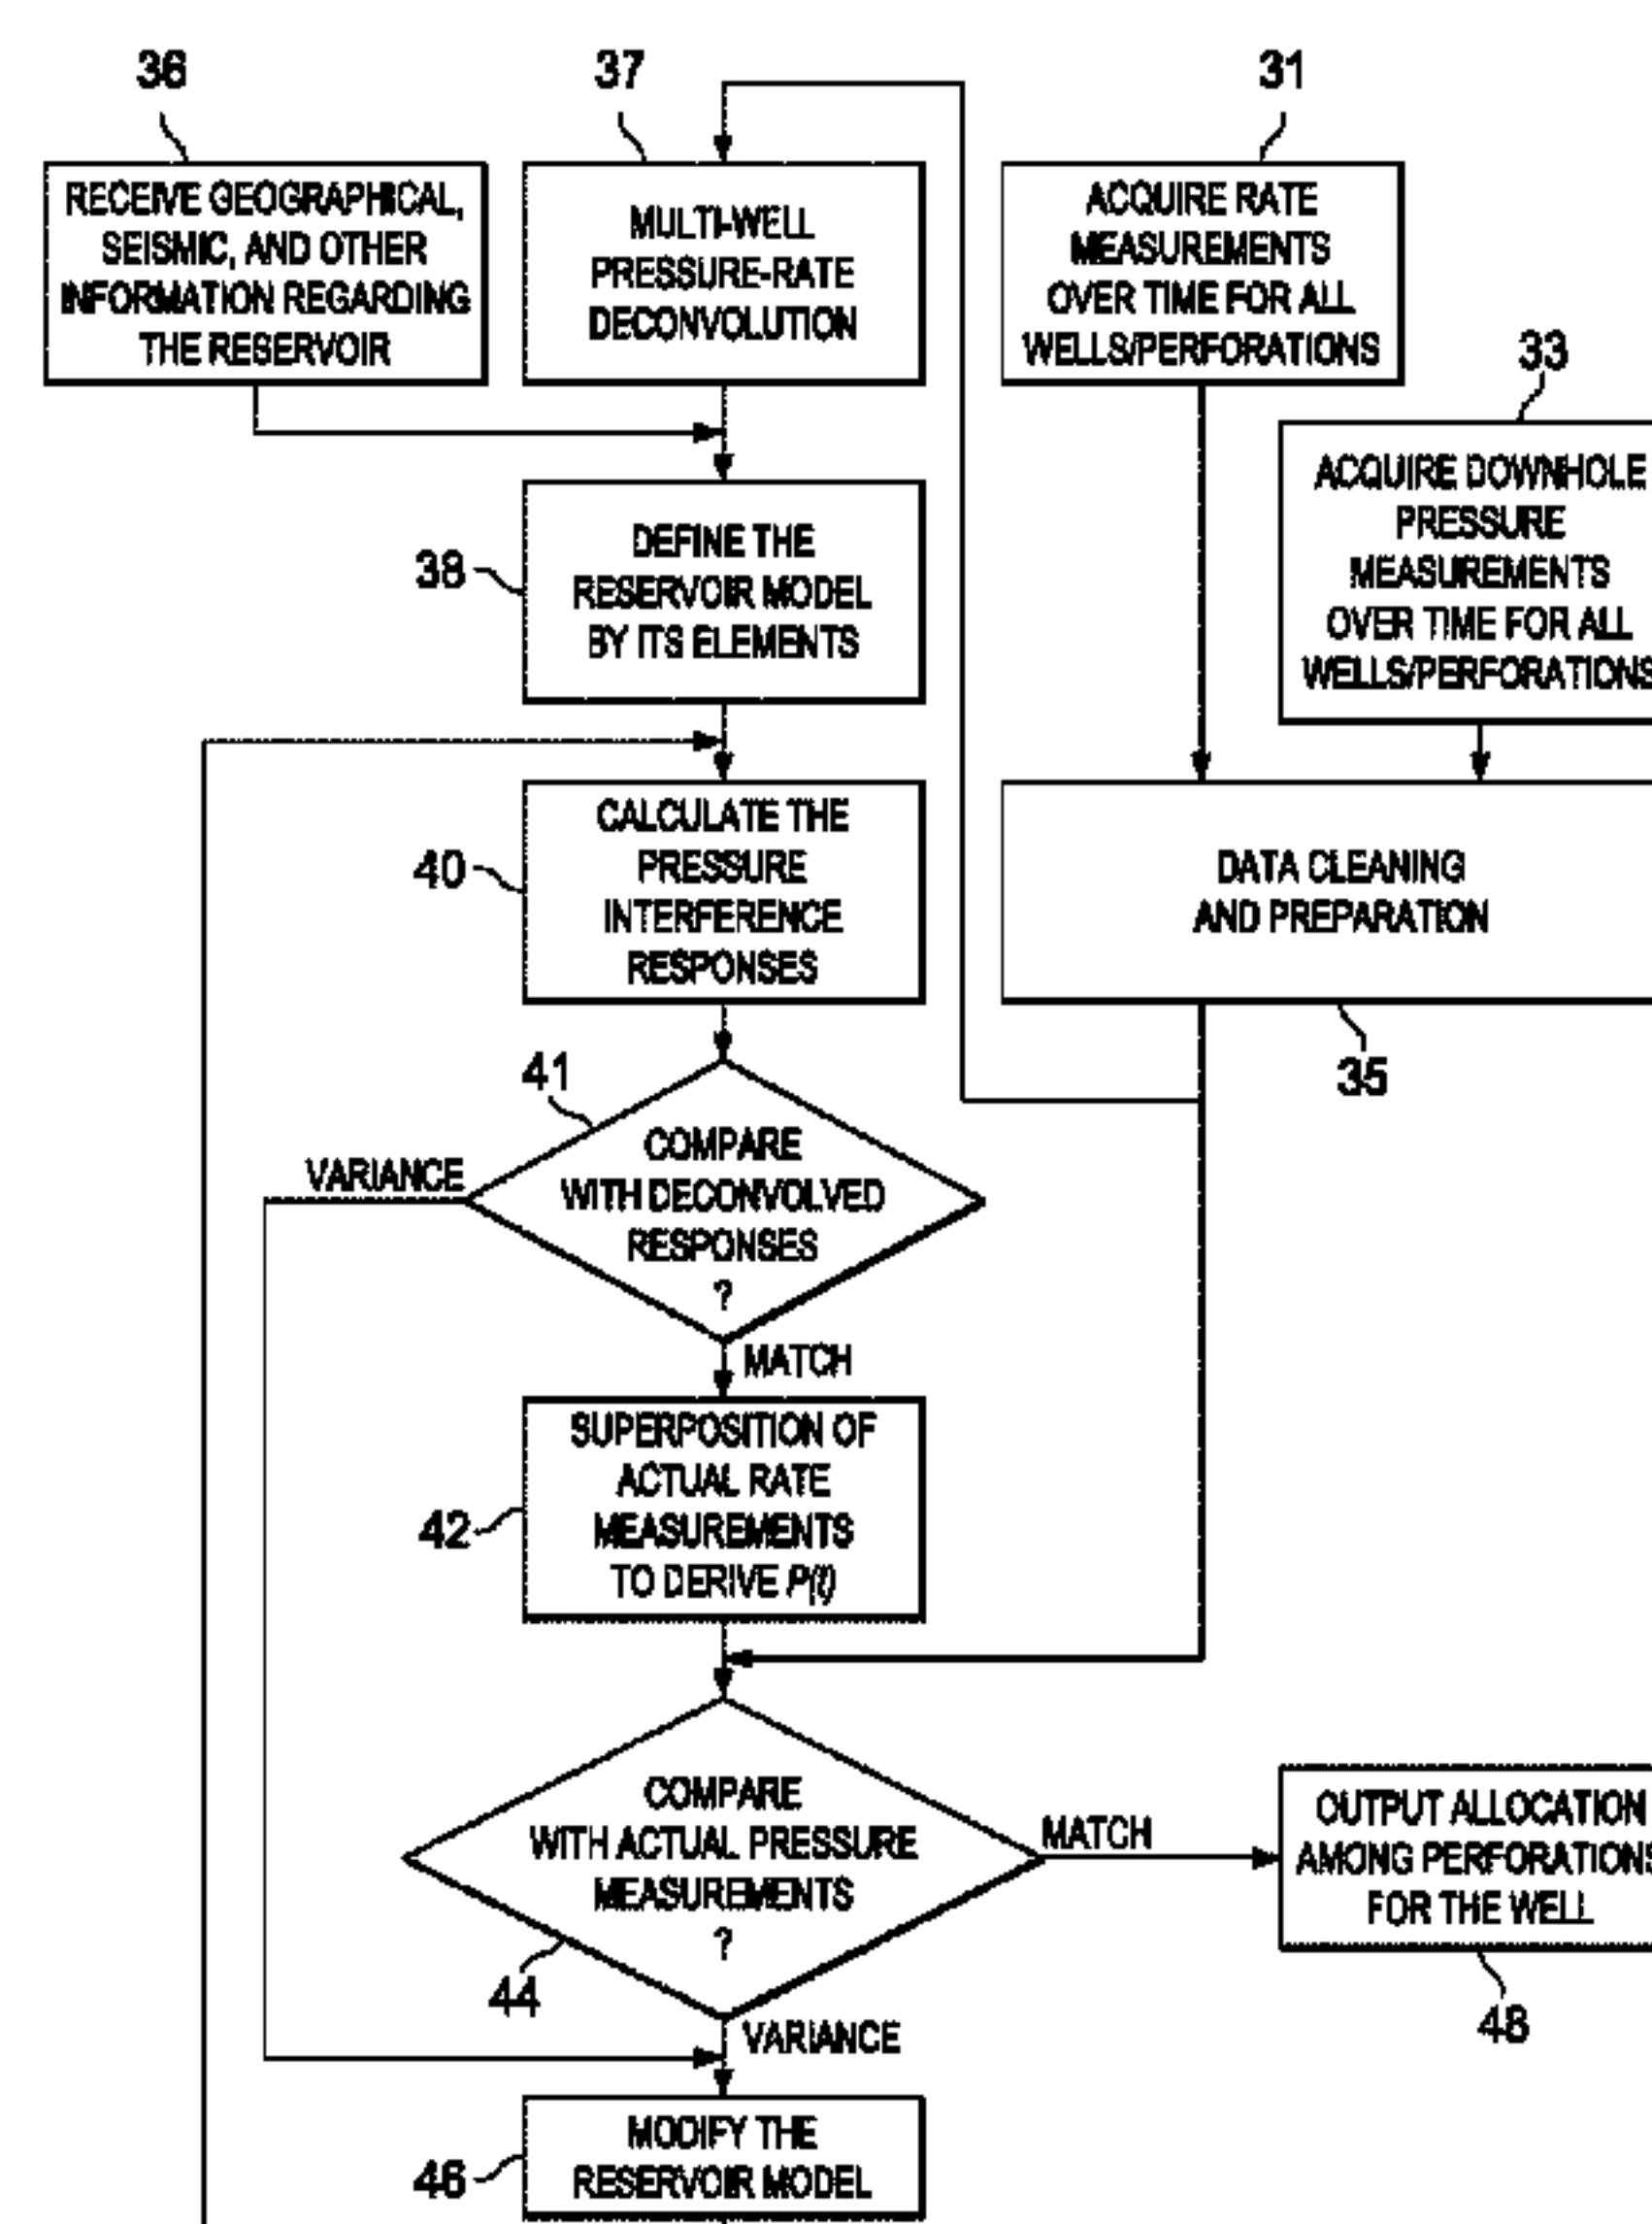 36
37
31
RECEIVE GEOGRAPHICAL,
SEISMIC, AND OTHER
INFORMATION REGARDING
THE RESERVOIR
MULTI-WELL
PRESSURE-RATE
DECONVOLUTION
ACQUIRE RATE
MEASUREMENTS
OVER TIME FOR ALL
WELLS/PERFORATIONS
33
ACQUIRE DOWNHOLE
PRESSURE
MEASUREMENTS
OVER TIME FOR ALL
WELLS/PERFORATIONS
38
DEFINE THE
RESERVOIR MODEL
BY ITS ELEMENTS
40
CALCULATE THE
PRESSURE
INTERFERENCE
RESPONSES
DATA CLEANING
AND PREPARATION
35
41
VARIANCE
COMPARE
WITH DECONVOLVED
RESPONSES
?
MATCH
42
SUPERPOSITION OF
ACTUAL RATE
MEASUREMENTS
TO DERIVE P(t)
COMPARE
WITH ACTUAL PRESSURE
MEASUREMENTS
?
MATCH
44
OUTPUT ALLOCATION
AMONG PERFORATIONS
FOR THE WELL
48
VARIANCE
46
MODIFY THE
RESERVOIR MODEL